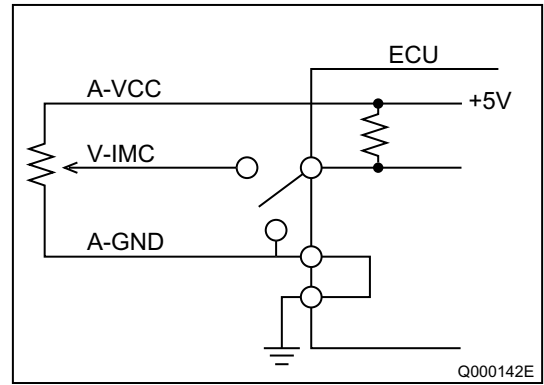 ECU
A-VCC
+5V
V-IMC
A-GND
Q000142E